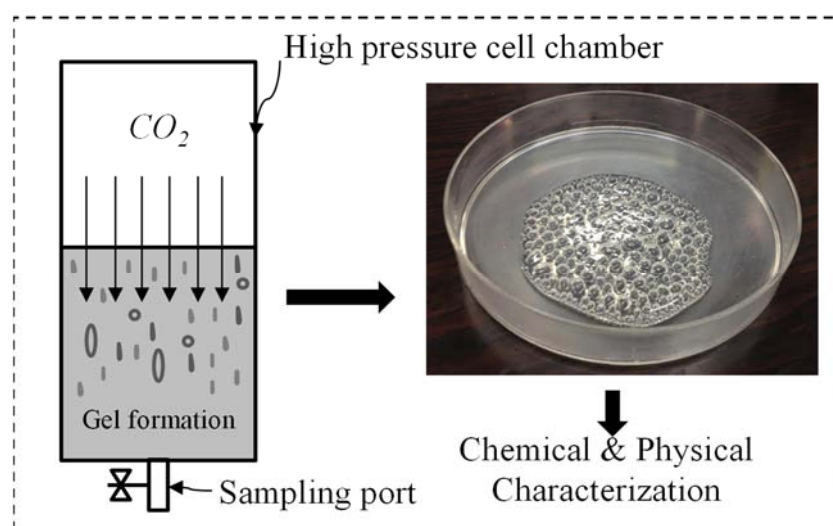 High pressure cell chamber
CO₂
Gel formation
Sampling port
Chemical & Physical
Characterization